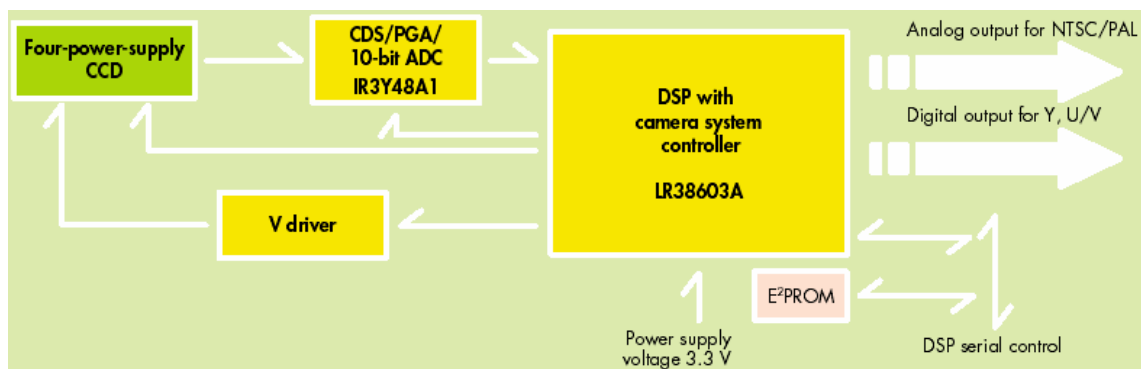 Four-power-supply
CCD
CDS/PGA/
10-bit ADC
IR3Y48A1
DSP with
camera system
controller
LR38603A
Analog output for NTSC/PAL
Digital output for Y, U/V
V driver
E²PROM
Power supply
voltage 3.3 V
DSP serial control